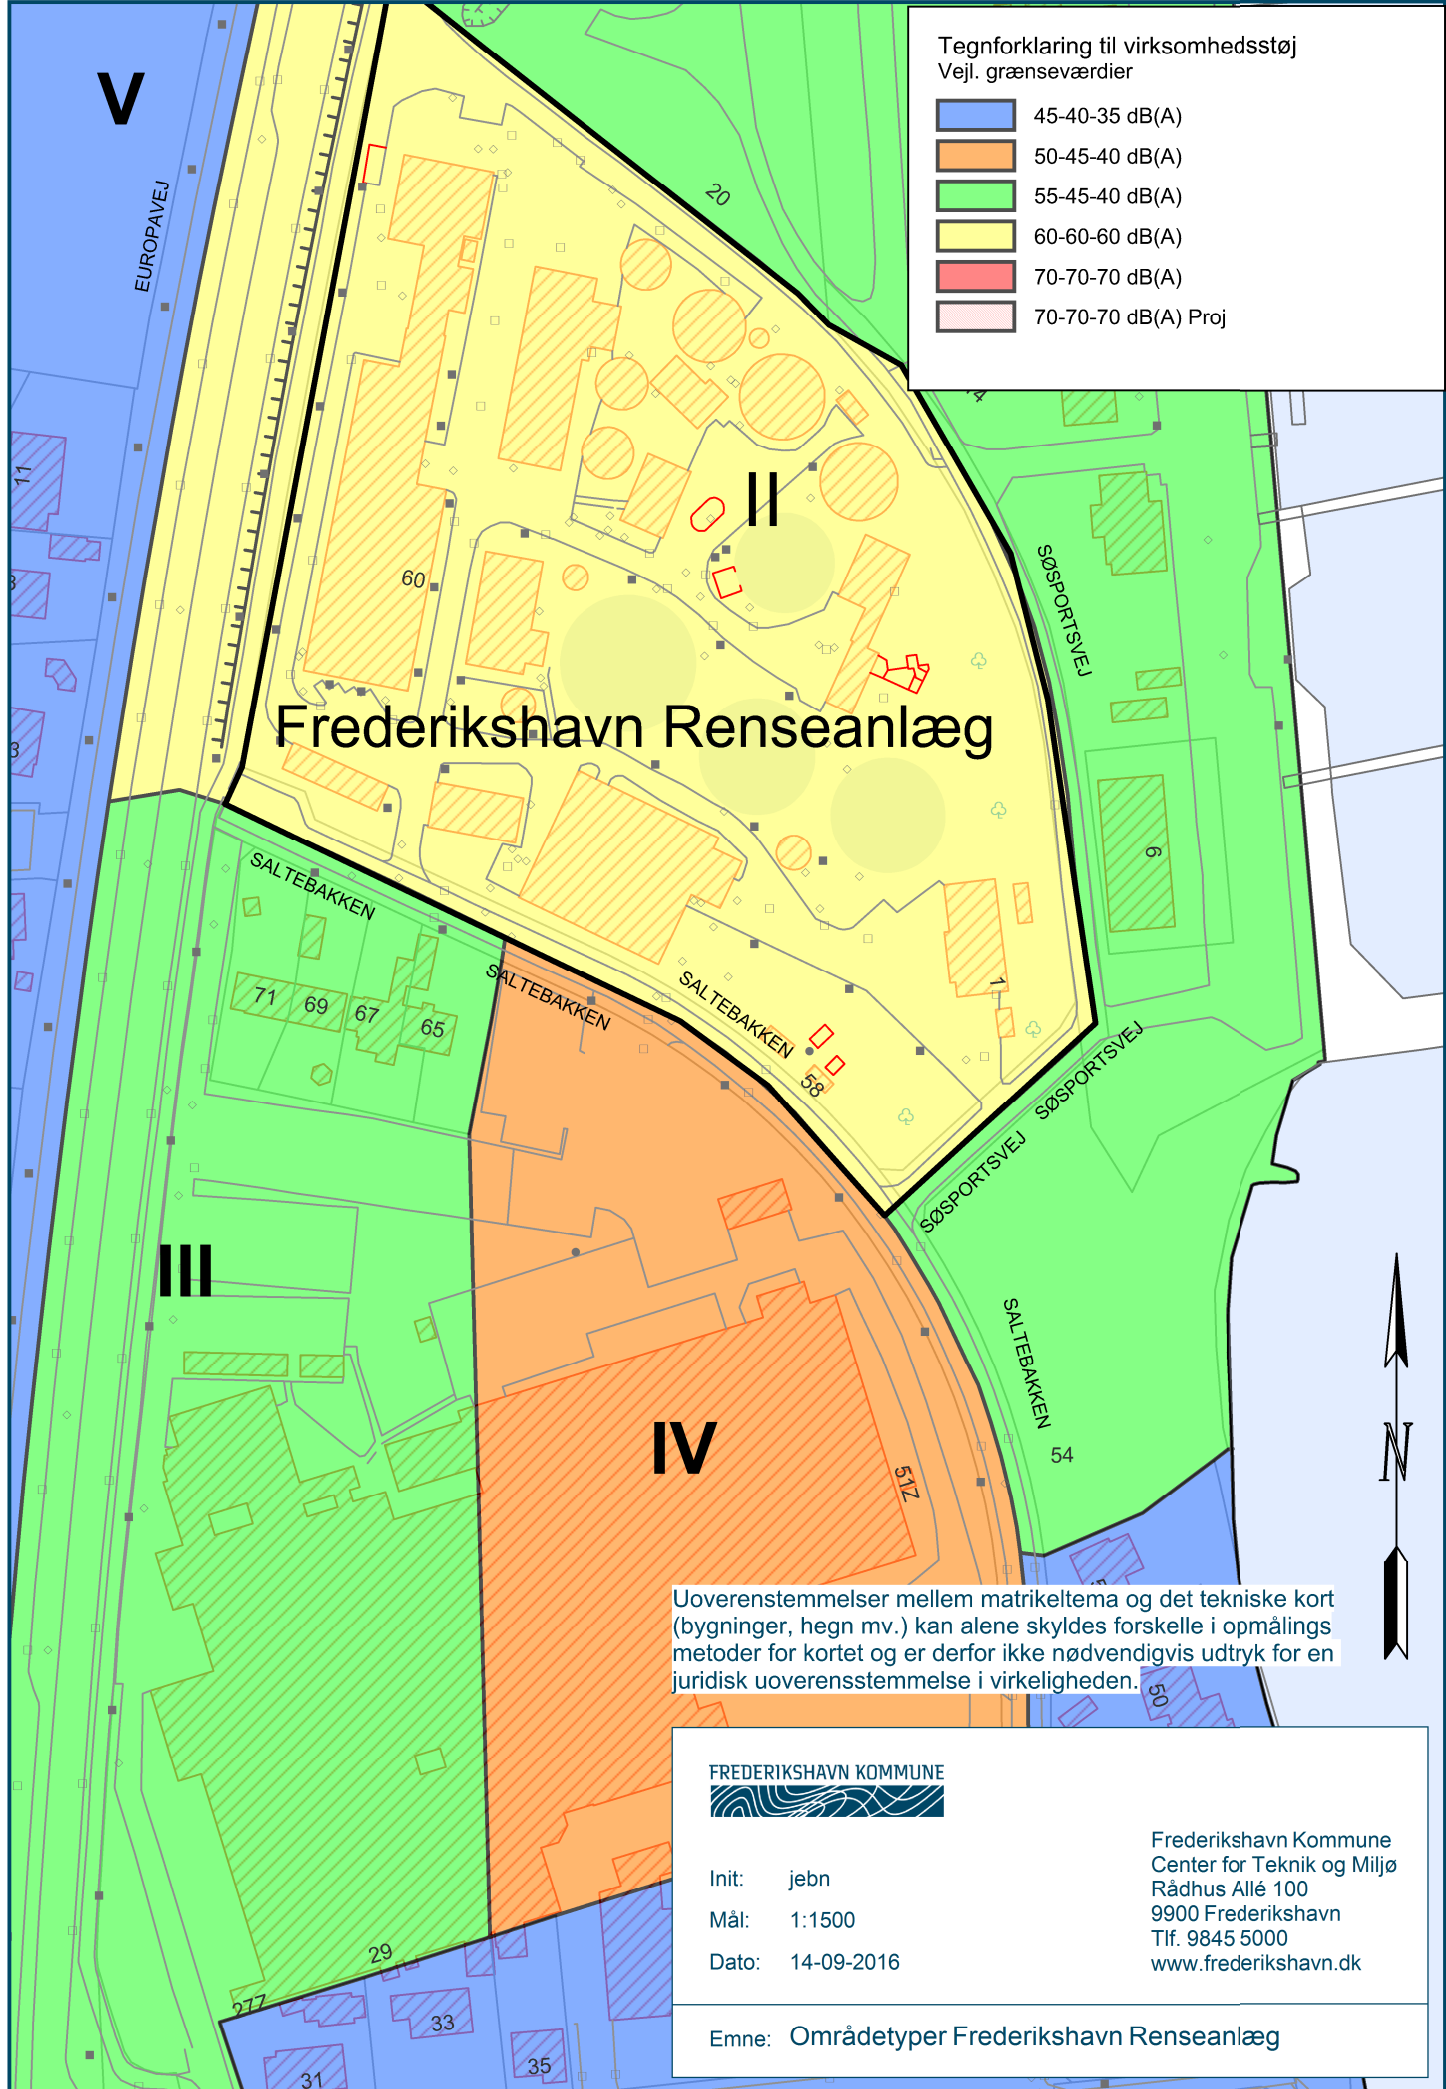 V
EUROPAVEJ
20
Tegnforklaring til virksomhedsstøj
Vejl. grænseværdier
45-40-35 dB(A)
50-45-40 dB(A)
55-45-40 dB(A)
60-60-60 dB(A)
70-70-70 dB(A)
70-70-70 dB(A) Proj
11
II
60
SØSPORTSVEJ
Frederikshavn Renseanlæg
3
6
SALTEBAKKEN
SALTEBAKKEN
SALTEBAKKEN
1
71
69
67
65
58
SØSPORTSVEJ
SØSPORTSVEJ
III
SALTEBAKKEN
IV
54
51Z
N
Uoverenstemmelser mellem matrikeltema og det tekniske kort
(bygninger, hegn mv.) kan alene skyldes forskelle i opmålings
metoder for kortet og er derfor ikke nødvendigvis udtryk for en
juridisk uoverensstemmelse i virkeligheden.
50
FREDERIKSHAVN KOMMUNE
Init: jebn
Mål: 1:1500
Dato: 14-09-2016
Frederikshavn Kommune
Center for Teknik og Miljø
Rådhus Allé 100
9900 Frederikshavn
Tlf. 9845 5000
www.frederikshavn.dk
Emne: Områdetyper Frederikshavn Renseanlæg
29
277
33
35
31